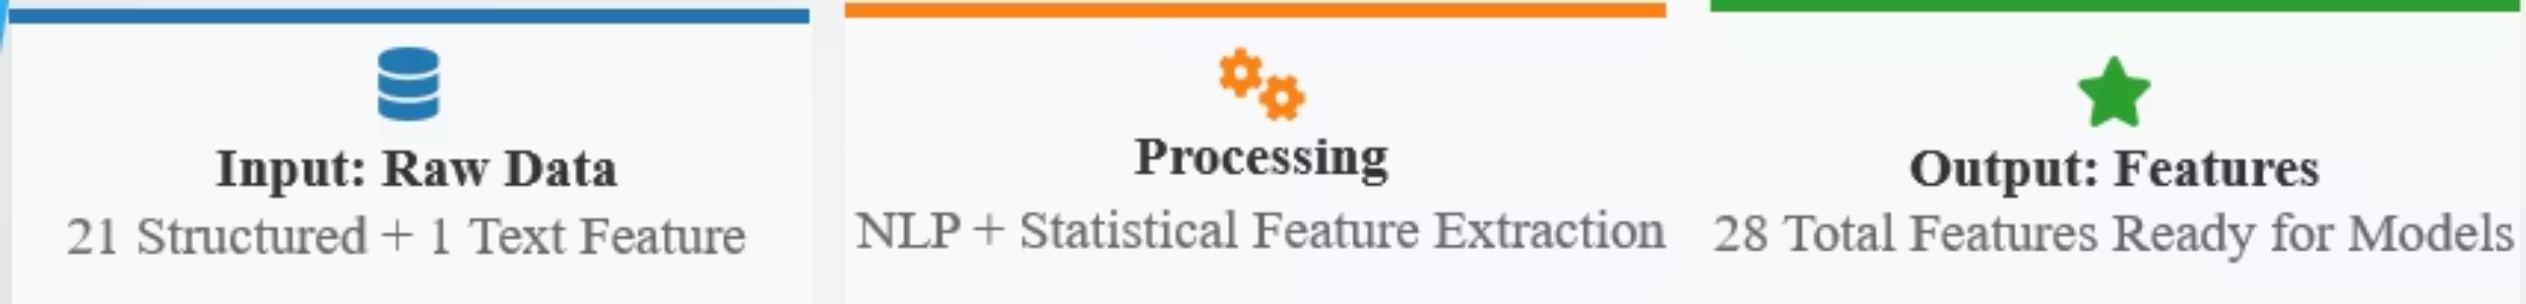 Input: Raw Data
21 Structured + 1 Text Feature
Processing
NLP + Statistical Feature Extraction
Output: Features
28 Total Features Ready for Models